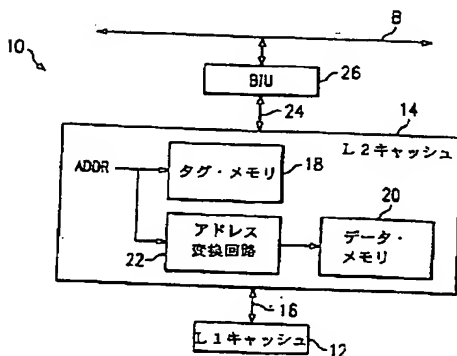 B
10
BIU
26
24
14
L2キャッシュ
ADDR
タグ・メモリ
18
20
アドレス
変換回路
22
データ・
メモリ
16
L1キャッシュ
12